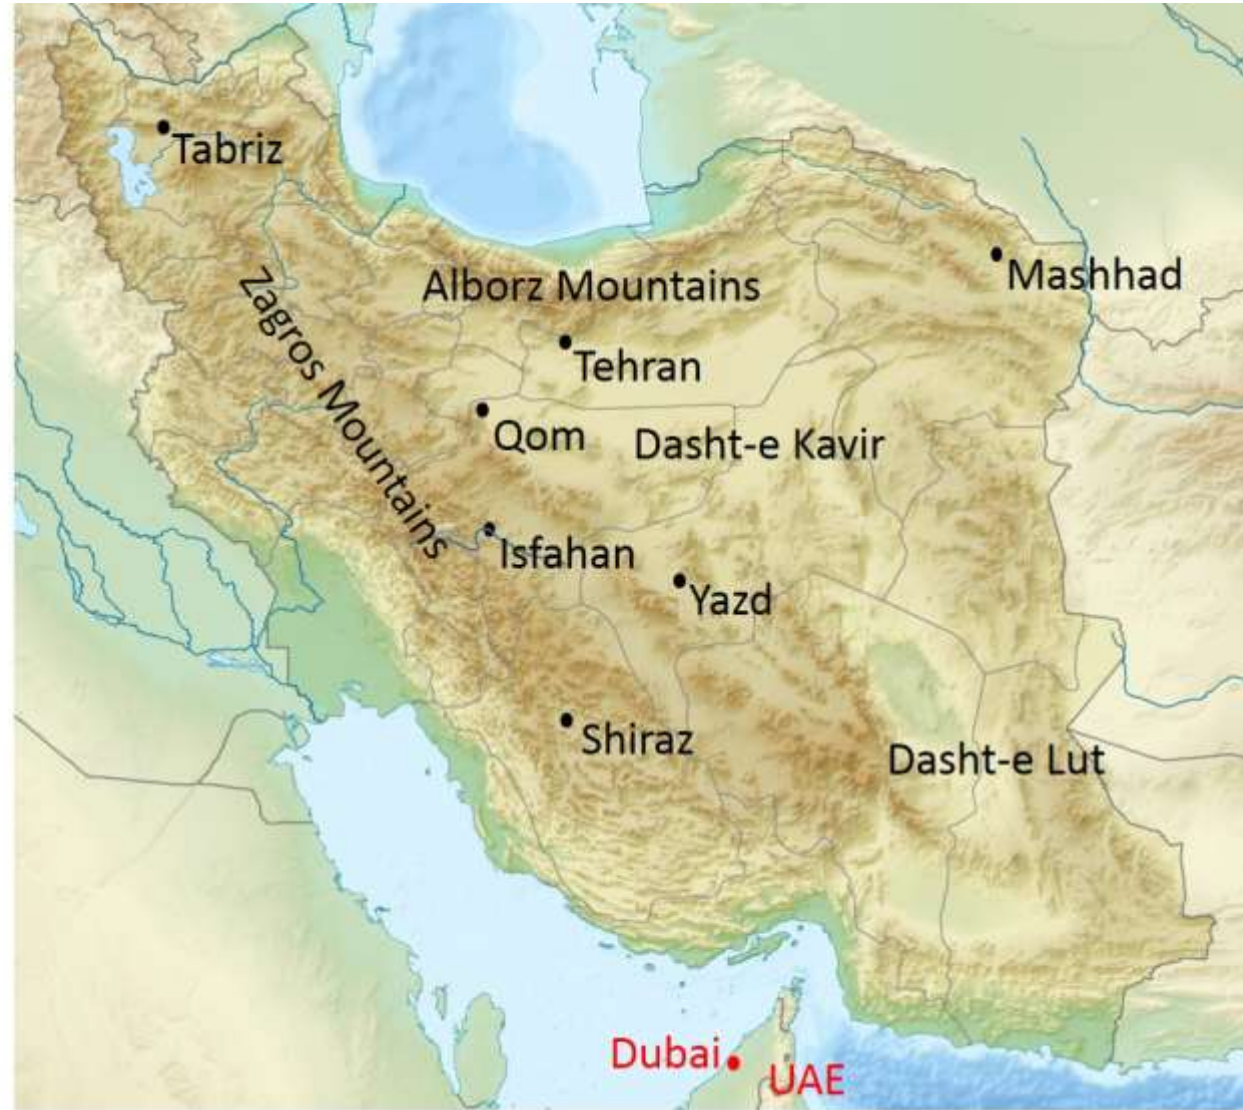 Tabriz
Mashhad
Alborz Mountains
Zagros Mountains
Tehran
Qom
Dasht-e Kavir
Isfahan
Yazd
Shiraz
Dasht-e Lut
Dubai
UAE